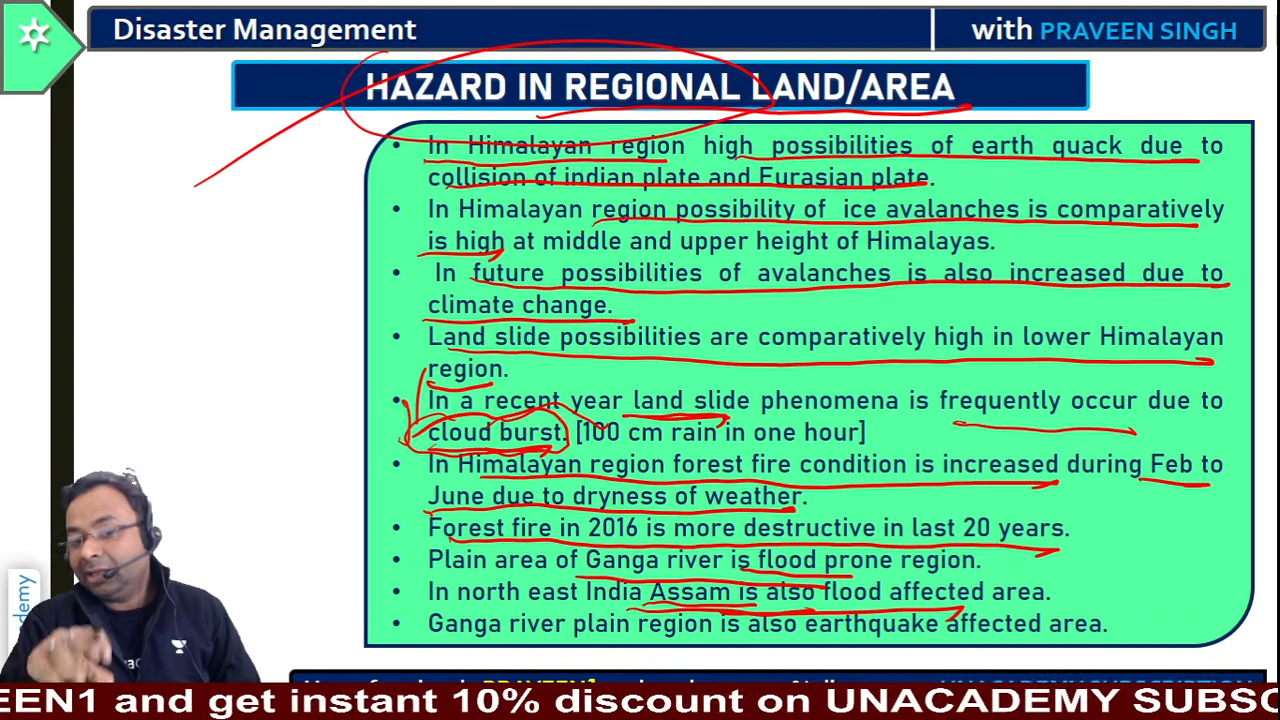 Disaster Management
with PRAVEEN SINGH
HAZARD IN REGIONAL LAND/AREA
• In Himalayan region high possibilities of earth quack due to
collision of indian plate and Eurasian plate.
• In Himalayan region possibility of ice avalanches is comparatively
is high at middle and upper height of Himalayas.
• In future possibilities of avalanches is also increased due to
climate change.
• Land slide possibilities are comparatively high in lower Himalayan
region.
• In a recent year land slide phenomena is frequently occur due to
cloud burst. [100 cm rain in one hour]
• In Himalayan region forest fire condition is increased during Feb to
June due to dryness of weather.
• Forest fire in 2016 is more destructive in last 20 years.
• Plain area of Ganga river is flood prone region.
• In north east India Assam is also flood affected area.
• Ganga river plain region is also earthquake affected area.
EEN1 and get instant 10% discount on UNACADEMY SUBSC